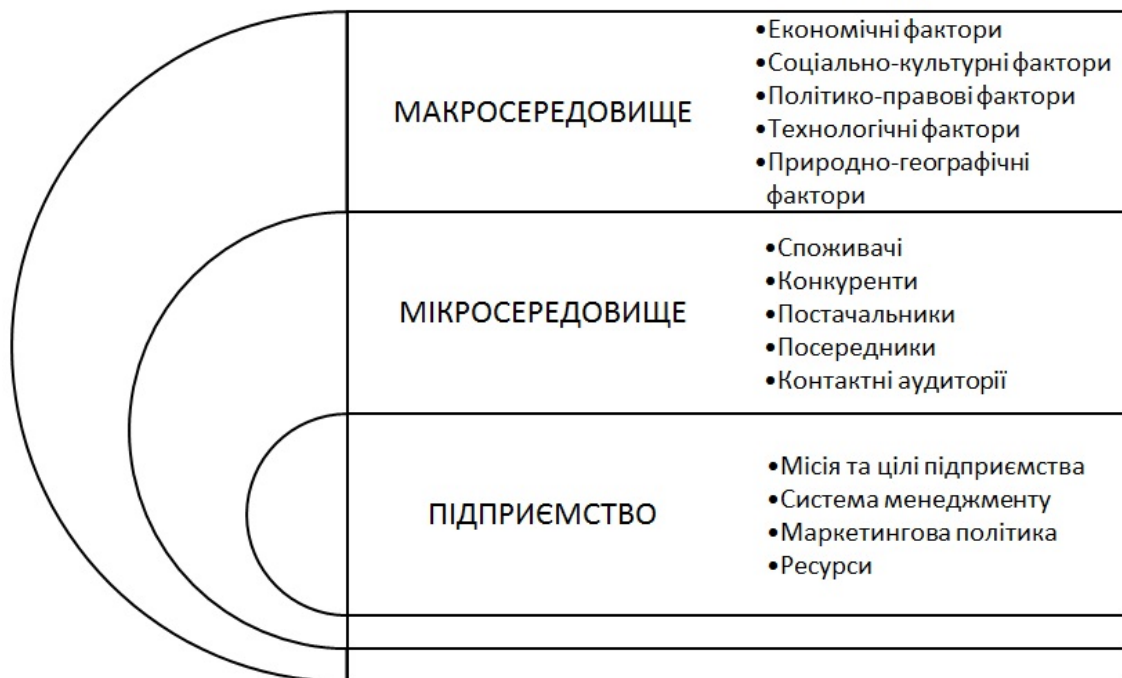 МАКРОСЕРЕДОВИЩЕ
•Економічні фактори
•Соціально-культурні фактори
•Політико-правові фактори
•Технологічні фактори
•Природно-географічні
фактори
МІКРОСЕРЕДОВИЩЕ
•Споживачі
•Конкуренти
•Постачальники
•Посередники
•Контактні аудиторії
ПІДПРИЄМСТВО
•Місія та цілі підприємства
•Система менеджменту
•Маркетингова політика
•Ресурси